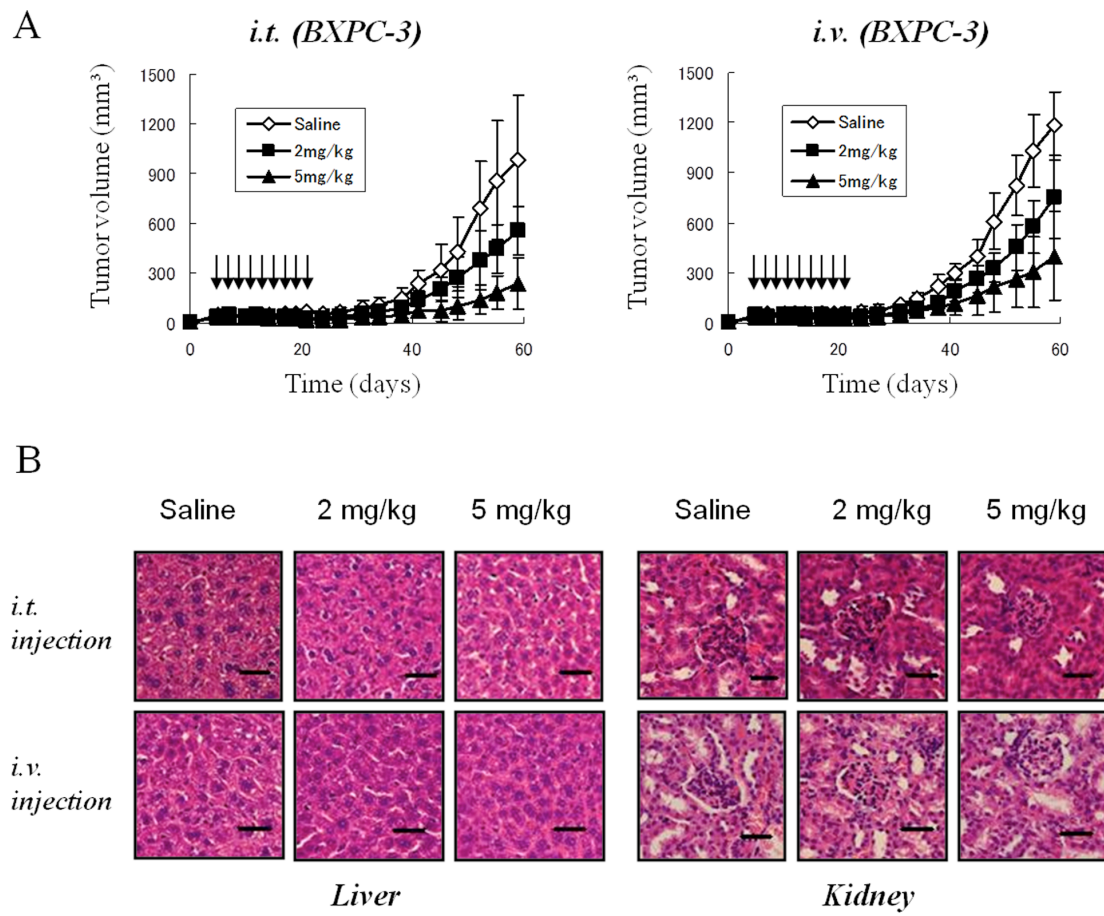 A
i.t. (BXPC-3)
i.v. (BXPC-3)
Tumor volume (mm³)
1500
1200
900
600
300
0
Saline
2mg/kg
5mg/kg
0
20
40
60
Time (days)
Tumor volume (mm³)
1500
1200
900
600
300
0
Saline
2mg/kg
5mg/kg
0
20
40
60
Time (days)
B
Saline 2 mg/kg 5 mg/kg Saline 2 mg/kg 5 mg/kg
i.t.
injection
i.v.
injection
Liver
Kidney